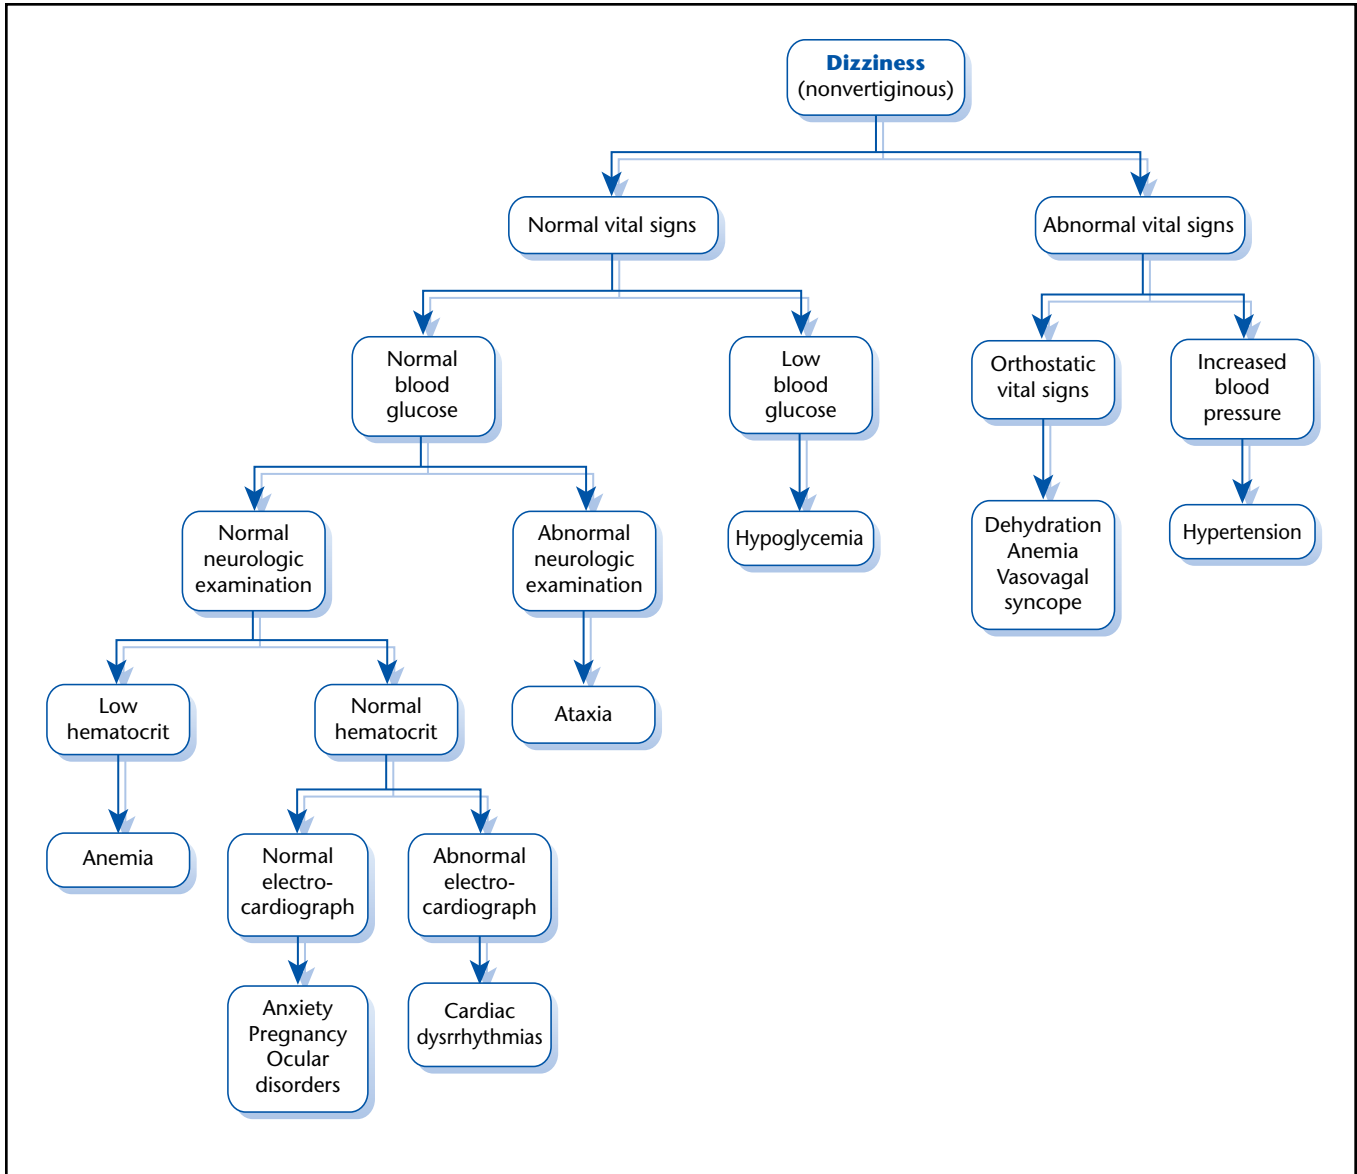 Dizziness
(nonvertiginous)
Normal vital signs
Abnormal vital signs
Normal
blood
glucose
Low
blood
glucose
Orthostatic
vital signs
Increased
blood
pressure
Normal
neurologic
examination
Abnormal
neurologic
examination
Hypoglycemia
Dehydration
Anemia
Vasovagal
syncope
Hypertension
Low
hematocrit
Normal
hematocrit
Ataxia
Anemia
Normal
electro-
cardiograph
Abnormal
electro-
cardiograph
Anxiety
Pregnancy
Ocular
disorders
Cardiac
dysrrhythmias